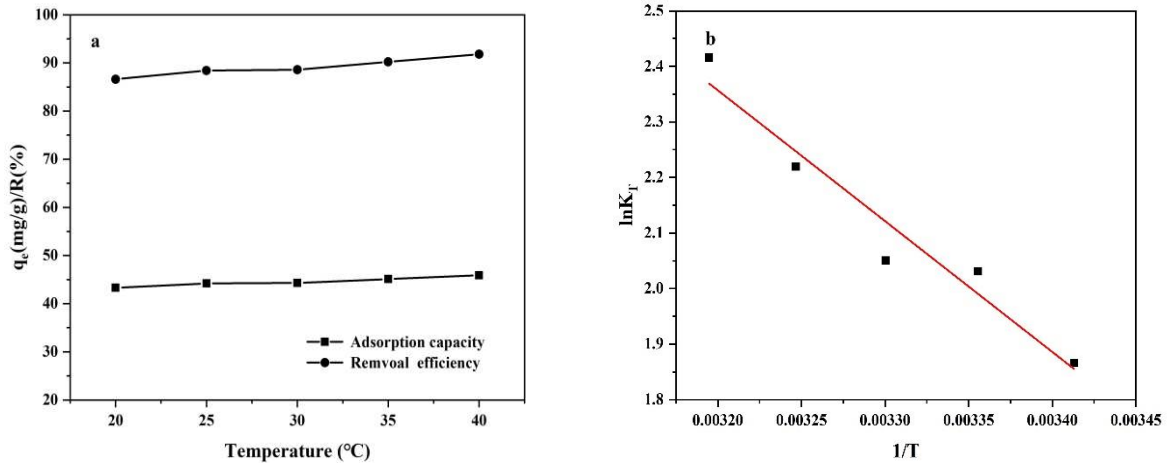 a
100
90
80
70
60
50
40
30
20
qe(mg/g)/R(%)
Adsorption capacity
Remvoal efficiency
20 25 30 35 40
Temperature (℃)
b
2.5
2.4
2.3
2.2
2.1
2.0
1.9
1.8
lnKT
0.00320 0.00325 0.00330 0.00335 0.00340 0.00345
1/T